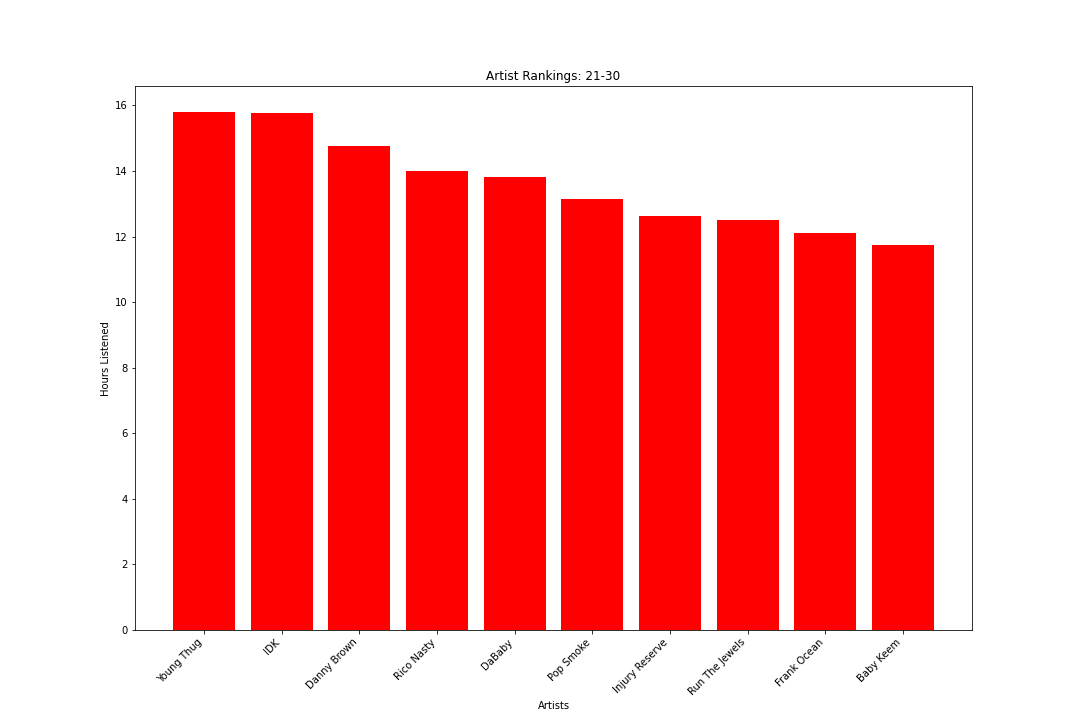 Artist Rankings: 21-30
16
14
12
10
8
6
4
2
0
Hours Listened
Young Thug
IDK
Danny Brown
Rico Nasty
DaBaby
Pop Smoke
Injury Reserve
Run The Jewels
Frank Ocean
Baby Keem
Artists